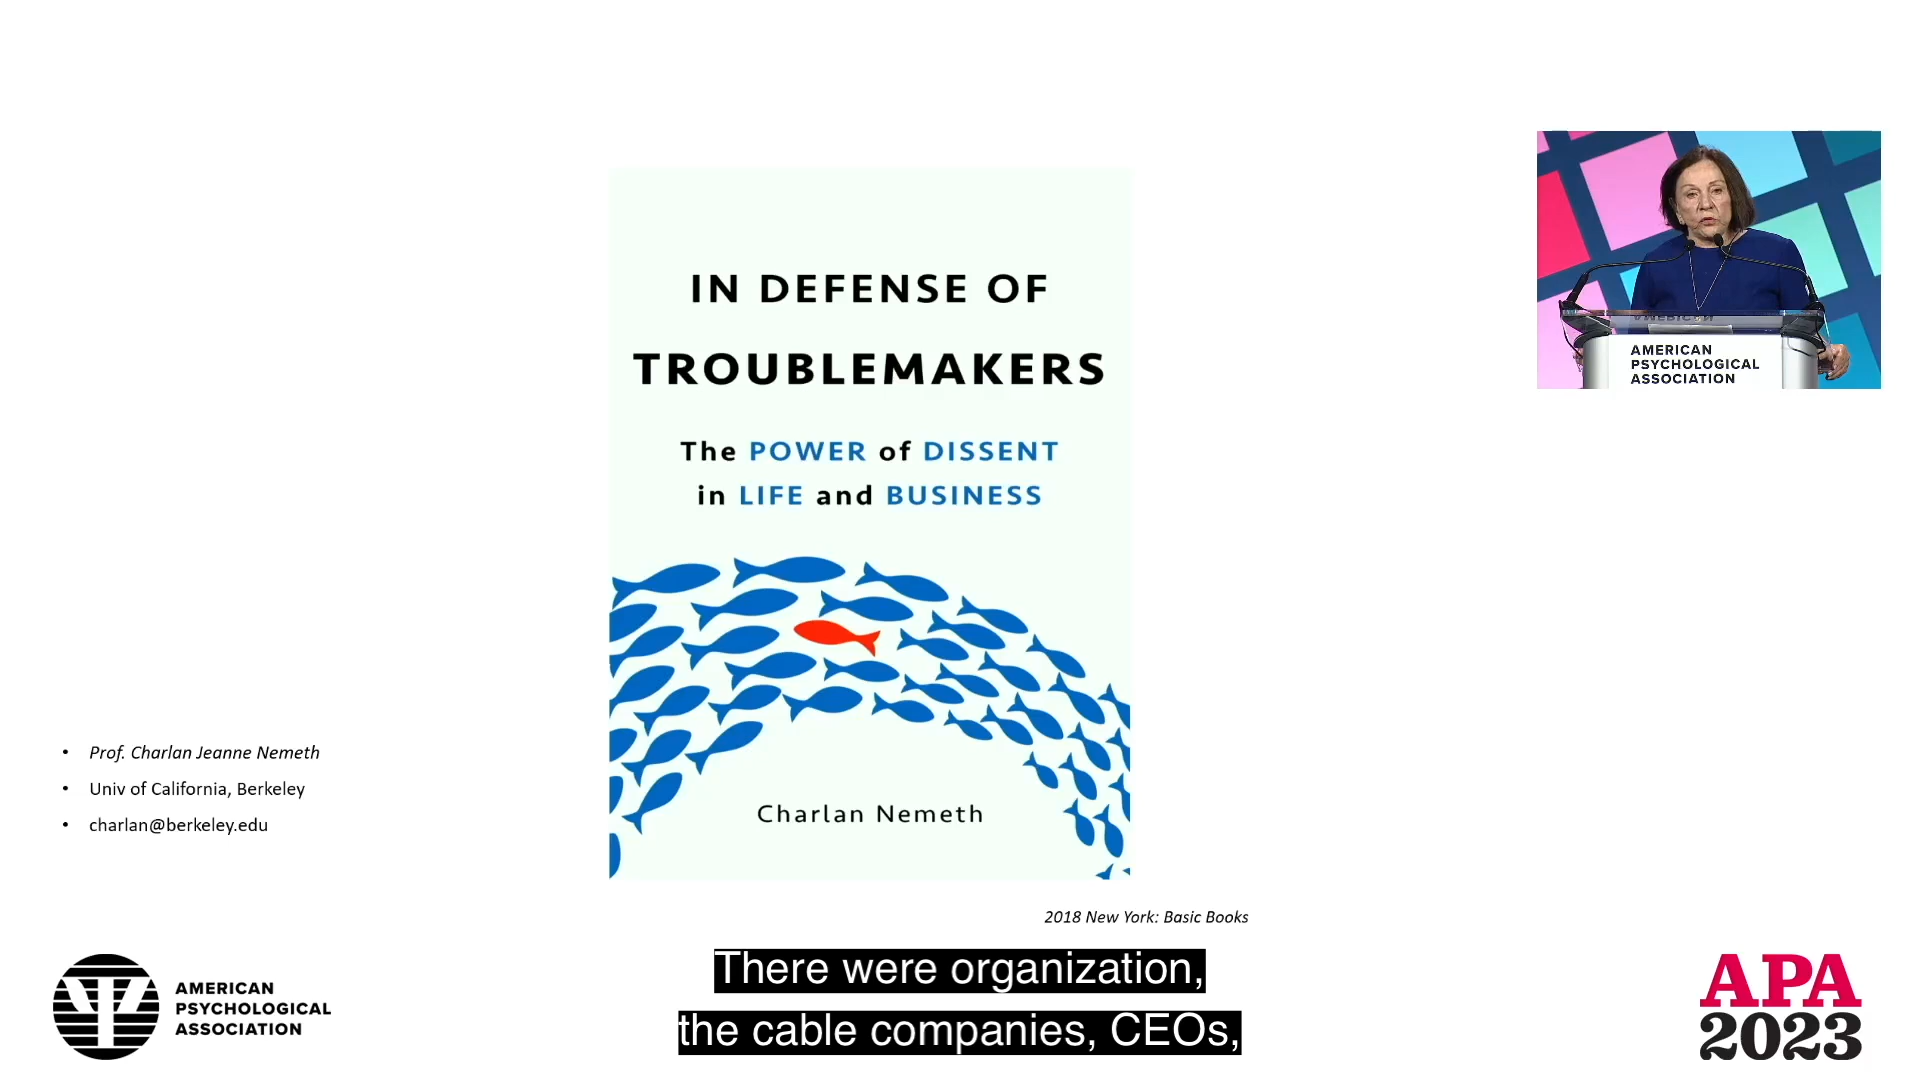 IN DEFENSE OF
TROUBLEMAKERS
The POWER of DISSENT
in LIFE and BUSINESS
Charlan Nemeth
AMERICAN
PSYCHOLOGICAL
ASSOCIATION
• Prof. Charlan Jeanne Nemeth
• Univ of California, Berkeley
• charlan@berkeley.edu
2018 New York: Basic Books
AMERICAN
PSYCHOLOGICAL
ASSOCIATION
There were organization,
the cable companies, CEOs,
APA
2023